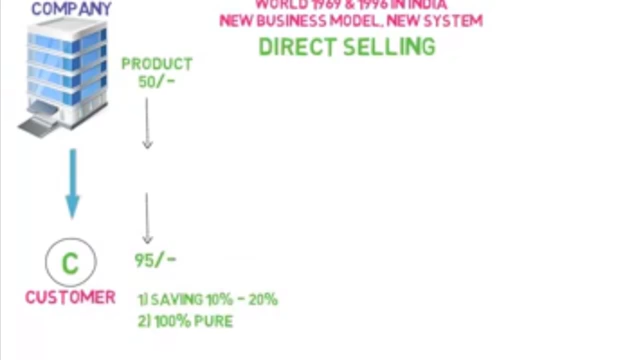 COMPANY
WORLD 1969 & 1996 IN INDIA
NEW BUSINESS MODEL, NEW SYSTEM
DIRECT SELLING
PRODUCT
50/-
C
95/-
CUSTOMER
1) SAVING 10% - 20%
2) 100% PURE